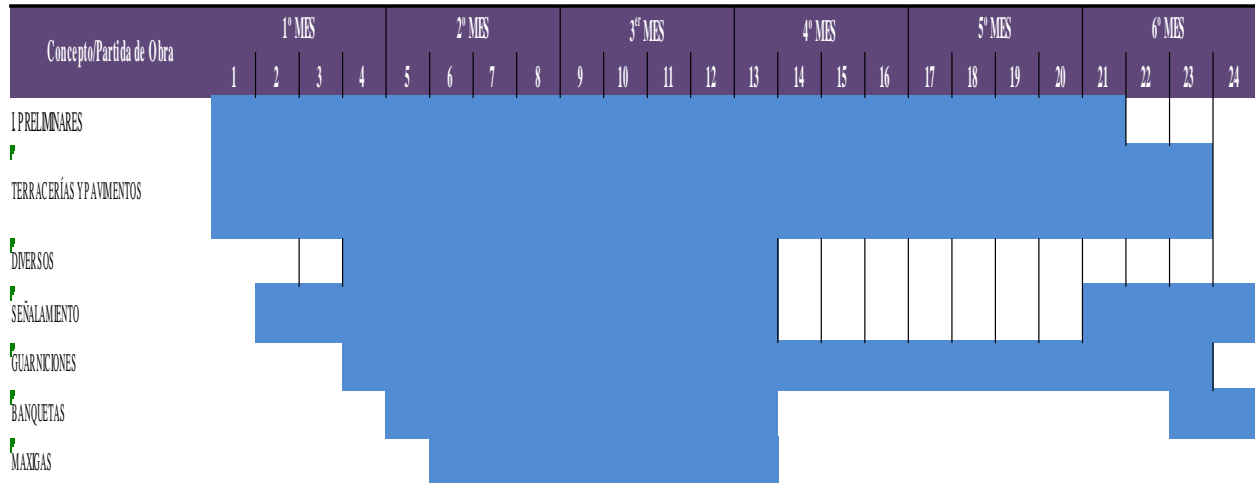 Concepto/Partida de Obra
1º MES 2º MES 3er MES 4º MES 5º MES 6º MES
1 2 3 4 5 6 7 8 9 10 11 12 13 14 15 16 17 18 19 20 21 22 23 24
I. PRELIMINARES
TERRACERÍAS Y PAVIMENTOS
DIVERSOS
SEÑALAMIENTO
GUARNICIONES
BANQUETAS
MAXIGAS